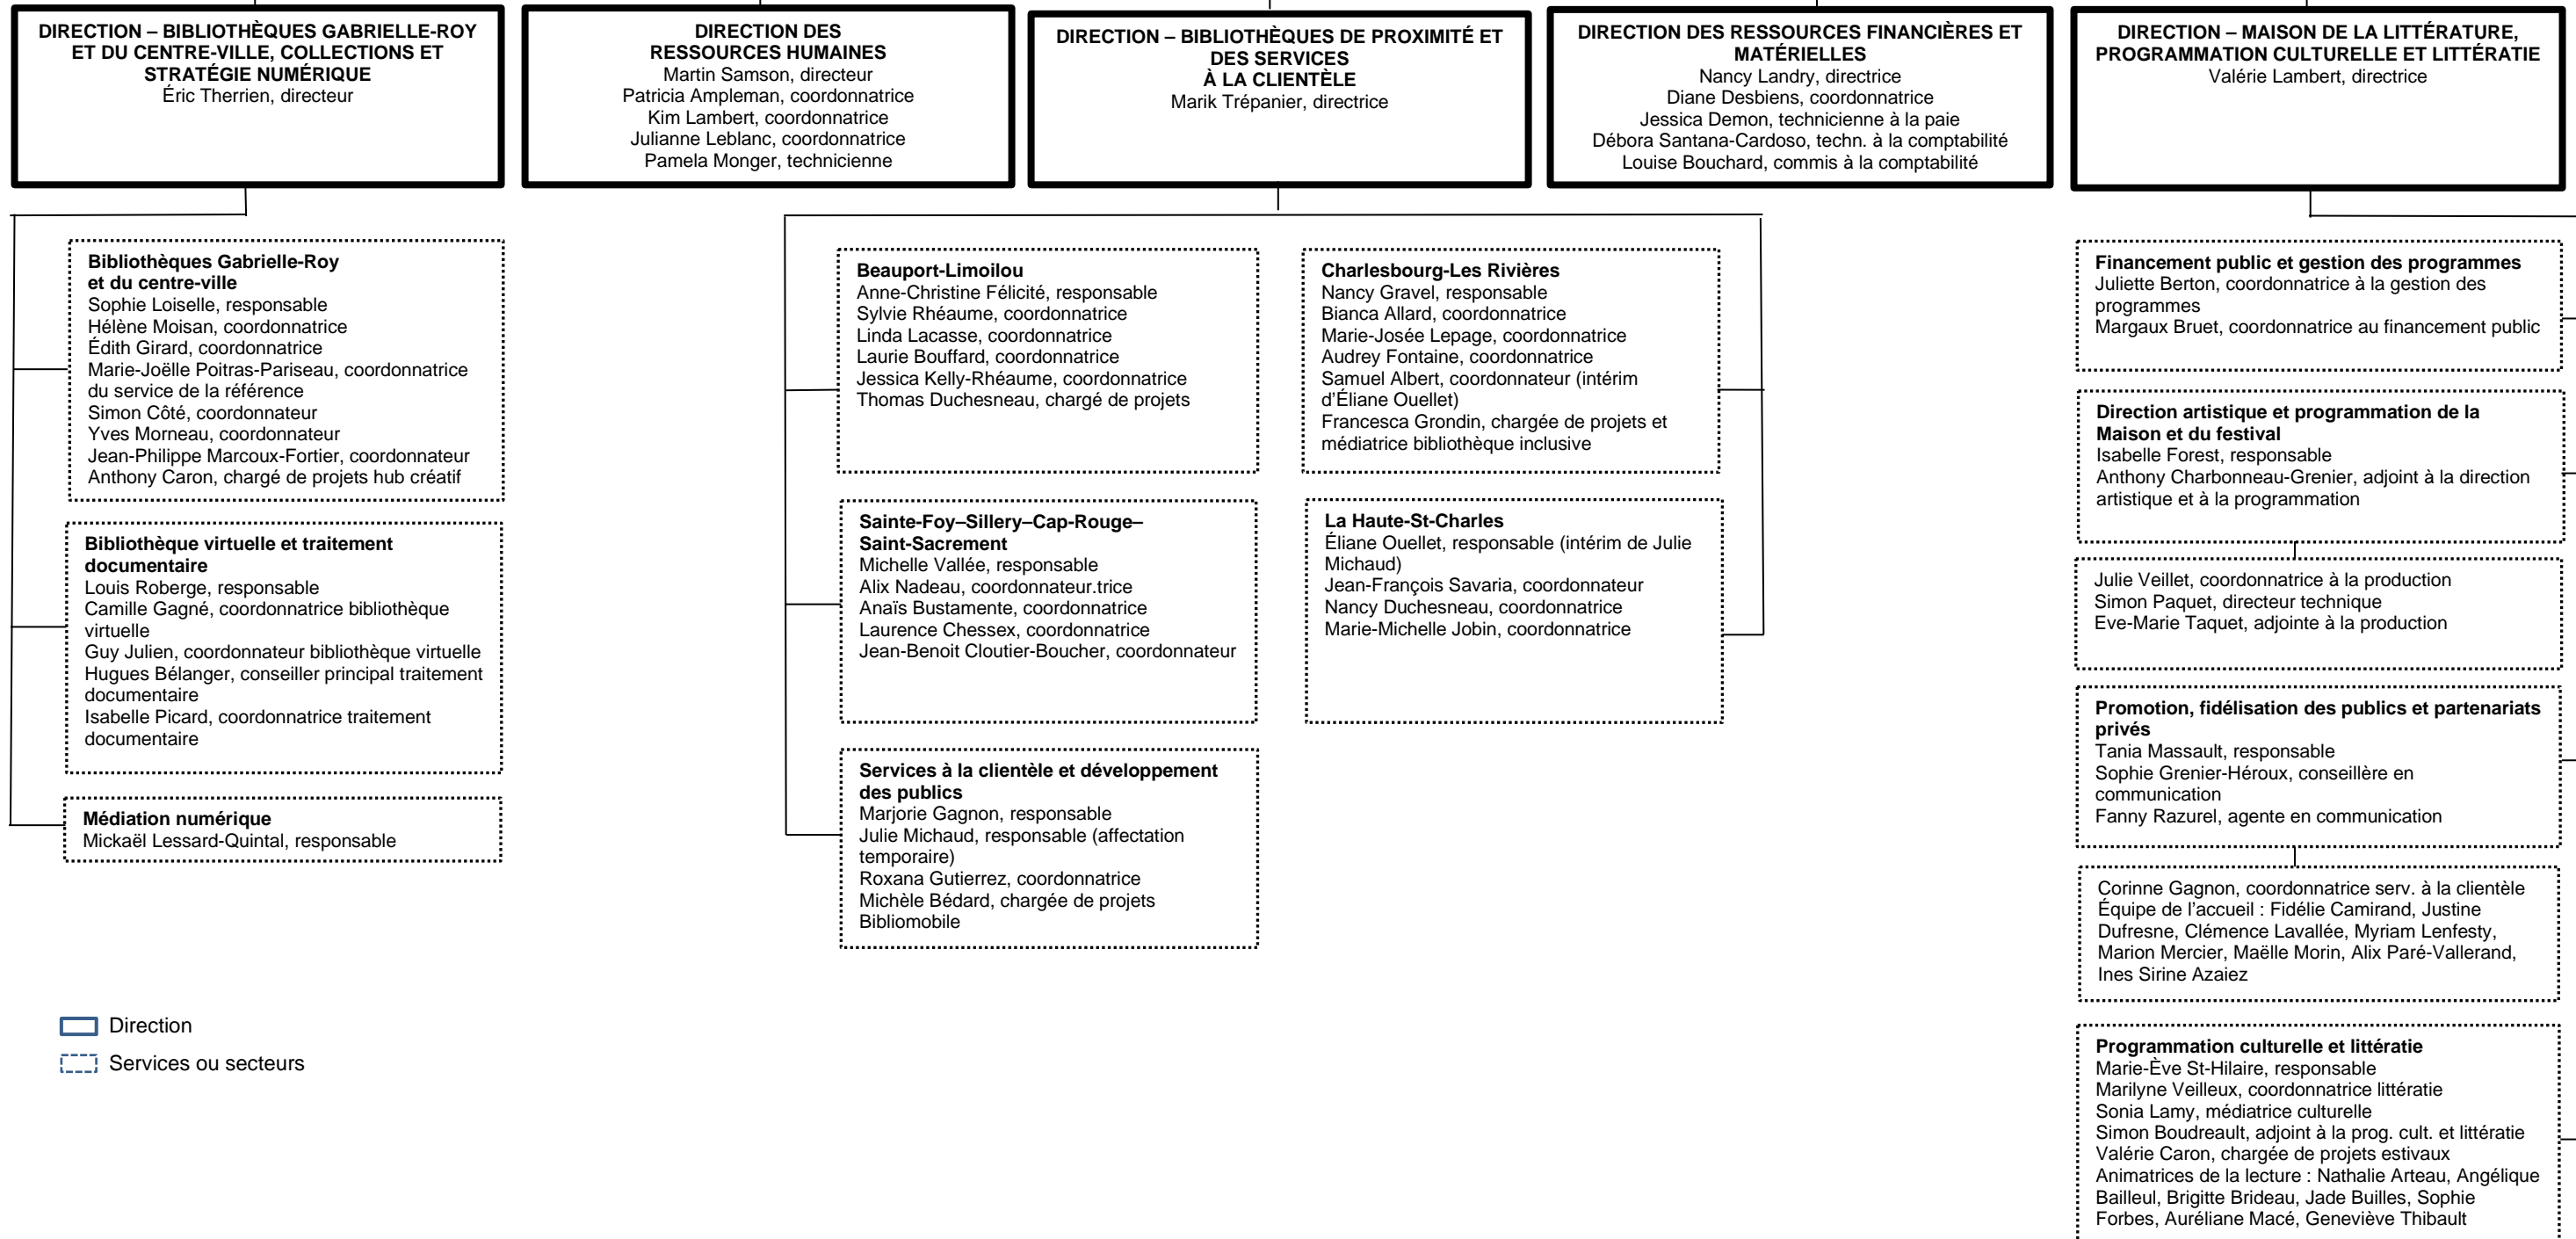 DIRECTION – BIBLIOTHÈQUES GABRIELLE-ROY
ET DU CENTRE-VILLE, COLLECTIONS ET
STRATÉGIE NUMÉRIQUE
Éric Therrien, directeur
DIRECTION DES
RESSOURCES HUMAINES
Martin Samson, directeur
Patricia Ampleman, coordonnatrice
Kim Lambert, coordonnatrice
Julianne Leblanc, coordonnatrice
Pamela Monger, technicienne
DIRECTION – BIBLIOTHÈQUES DE PROXIMITÉ ET
DES SERVICES
À LA CLIENTÈLE
Marik Trépanier, directrice
DIRECTION DES RESSOURCES FINANCIÈRES ET
MATÉRIELLES
Nancy Landry, directrice
Diane Desbiens, coordonnatrice
Jessica Demon, technicienne à la paie
Débora Santana-Cardoso, techn. à la comptabilité
Louise Bouchard, commis à la comptabilité
DIRECTION – MAISON DE LA LITTÉRATURE,
PROGRAMMATION CULTURELLE ET LITTÉRATIE
Valérie Lambert, directrice
Bibliothèques Gabrielle-Roy
et du centre-ville
Sophie Loiselle, responsable
Hélène Moisan, coordonnatrice
Édith Girard, coordonnatrice
Marie-Joëlle Poitras-Pariseau, coordonnatrice
du service de la référence
Simon Côté, coordonnateur
Yves Morneau, coordonnateur
Jean-Philippe Marcoux-Fortier, coordonnateur
Anthony Caron, chargé de projets hub créatif
Bibliothèque virtuelle et traitement
documentaire
Louis Roberge, responsable
Camille Gagné, coordonnatrice bibliothèque
virtuelle
Guy Julien, coordonnateur bibliothèque virtuelle
Hugues Bélanger, conseiller principal traitement
documentaire
Isabelle Picard, coordonnatrice traitement
documentaire
Médiation numérique
Mickaël Lessard-Quintal, responsable
Beauport-Limoilou
Anne-Christine Félicité, responsable
Sylvie Rhéaume, coordonnatrice
Linda Lacasse, coordonnatrice
Laurie Bouffard, coordonnatrice
Jessica Kelly-Rhéaume, coordonnatrice
Thomas Duchesneau, chargé de projets
Sainte-Foy–Sillery–Cap-Rouge–
Saint-Sacrement
Michelle Vallée, responsable
Alix Nadeau, coordonnateur.trice
Anaïs Bustamente, coordonnatrice
Laurence Chessex, coordonnatrice
Jean-Benoit Cloutier-Boucher, coordonnateur
Services à la clientèle et développement
des publics
Marjorie Gagnon, responsable
Julie Michaud, responsable (affectation
temporaire)
Roxana Gutierrez, coordonnatrice
Michèle Bédard, chargée de projets
Bibliomobile
Charlesbourg-Les Rivières
Nancy Gravel, responsable
Bianca Allard, coordonnatrice
Marie-Josée Lepage, coordonnatrice
Audrey Fontaine, coordonnatrice
Samuel Albert, coordonnateur (intérim
d’Éliane Ouellet)
Francesca Grondin, chargée de projets et
médiatrice bibliothèque inclusive
La Haute-St-Charles
Éliane Ouellet, responsable (intérim de Julie
Michaud)
Jean-François Savaria, coordonnateur
Nancy Duchesneau, coordonnatrice
Marie-Michelle Jobin, coordonnatrice
Financement public et gestion des programmes
Juliette Berton, coordonnatrice à la gestion des
programmes
Margaux Bruet, coordonnatrice au financement public
Direction artistique et programmation de la
Maison et du festival
Isabelle Forest, responsable
Anthony Charbonneau-Grenier, adjoint à la direction
artistique et à la programmation
Julie Veillet, coordonnatrice à la production
Simon Paquet, directeur technique
Eve-Marie Taquet, adjointe à la production
Promotion, fidélisation des publics et partenariats
privés
Tania Massault, responsable
Sophie Grenier-Héroux, conseillère en
communication
Fanny Razurel, agente en communication
Corinne Gagnon, coordonnatrice serv. à la clientèle
Équipe de l’accueil : Fidélie Camirand, Justine
Dufresne, Clémence Lavallée, Myriam Lenfesty,
Marion Mercier, Maëlle Morin, Alix Paré-Vallerand,
Ines Sirine Azaiez
Programmation culturelle et littératie
Marie-Ève St-Hilaire, responsable
Marilyne Veilleux, coordonnatrice littératie
Sonia Lamy, médiatrice culturelle
Simon Boudreault, adjoint à la prog. cult. et littératie
Valérie Caron, chargée de projets estivaux
Animatrices de la lecture : Nathalie Arteau, Angélique
Bailleul, Brigitte Brideau, Jade Builles, Sophie
Forbes, Auréliane Macé, Geneviève Thibault
Direction
Services ou secteurs